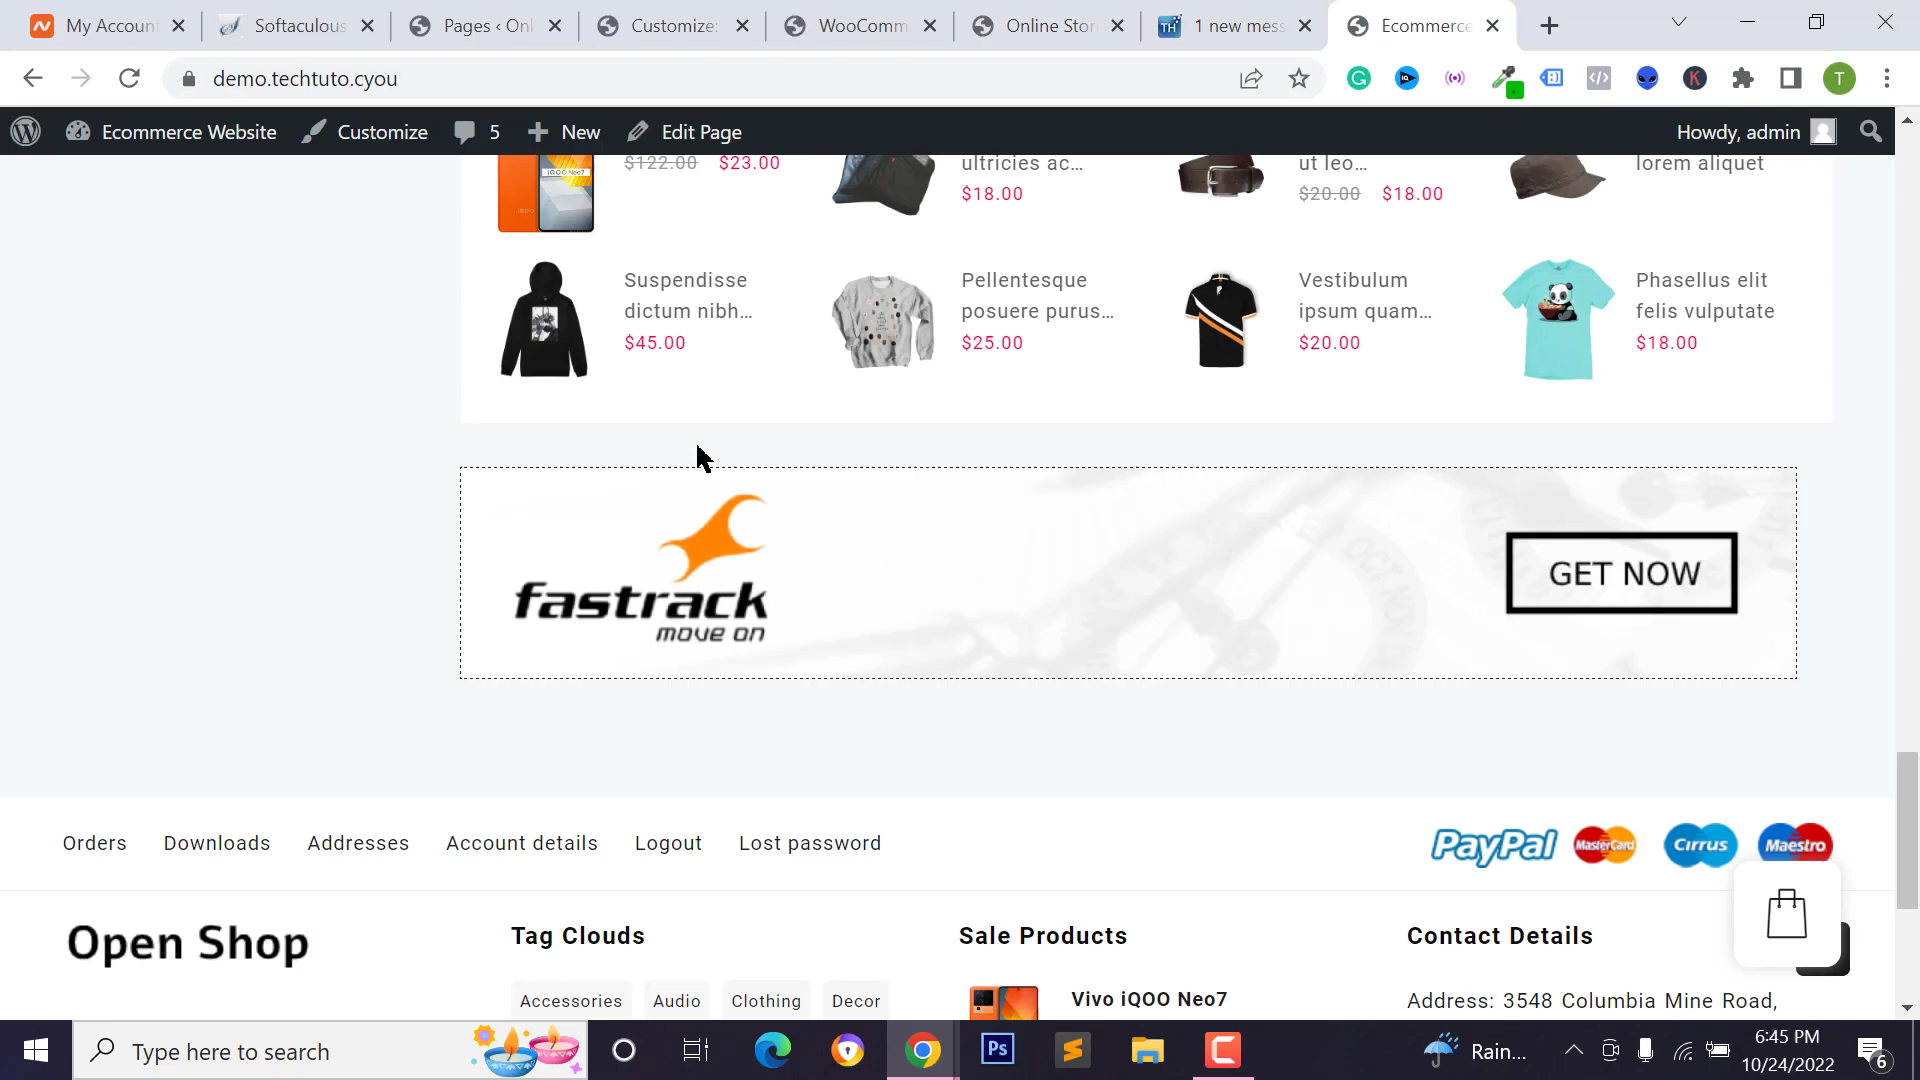 My Account
Softaculous
Pages ‹ Onl
Customize:
WooComm
Online Stor
TH
1 new mess
Ecommerce
demo.techtuto.cyou
T
Ecommerce Website
Customize
5
New
Edit Page
Howdy, admin
$122.00 $23.00
iQOO Neo7
ultricies ac...
$18.00
ut leo...
$20.00 $18.00
lorem aliquet
Suspendisse
dictum nibh...
$45.00
Pellentesque
posuere purus...
$25.00
Vestibulum
ipsum quam...
$20.00
Phasellus elit
felis vulputate
$18.00
fastrack
move on
GET NOW
Orders
Downloads
Addresses
Account details
Logout
Lost password
PayPal
MasterCard
Cirrus
Maestro
Open Shop
Tag Clouds
Sale Products
Contact Details
Accessories
Audio
Clothing
Decor
Vivo iQOO Neo7
Address: 3548 Columbia Mine Road,
Type here to search
Ps
Rain...
6:45 PM
10/24/2022
6